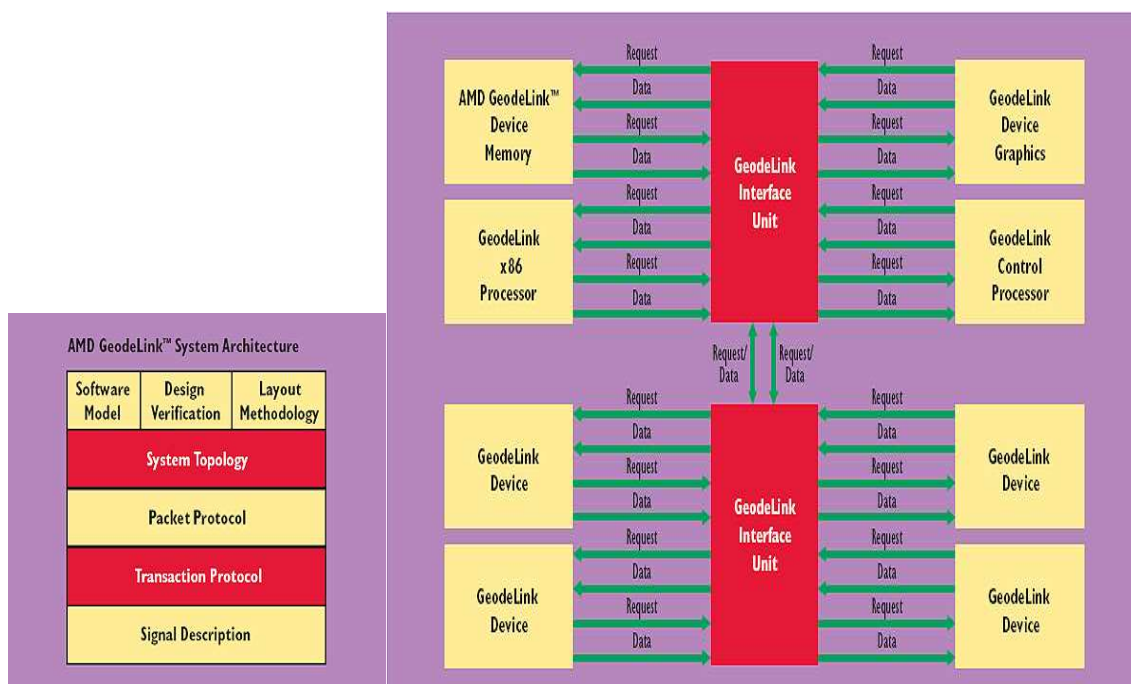 AMD GeodeLink™ System Architecture
Software Model
Design Verification
Layout Methodology
System Topology
Packet Protocol
Transaction Protocol
Signal Description
AMD GeodeLink™
Device
Memory
GeodeLink
x86
Processor
Request
Data
Request
Data
Request
Data
Request
Data
GeodeLink
Interface
Unit
Request
Data
Request
Data
Request
Data
Request
Data
GeodeLink
Device
Graphics
GeodeLink
Control
Processor
Request/
Data
Request/
Data
GeodeLink
Device
GeodeLink
Device
Request
Data
Request
Data
Request
Data
Request
Data
GeodeLink
Interface
Unit
Request
Data
Request
Data
Request
Data
Request
Data
GeodeLink
Device
GeodeLink
Device